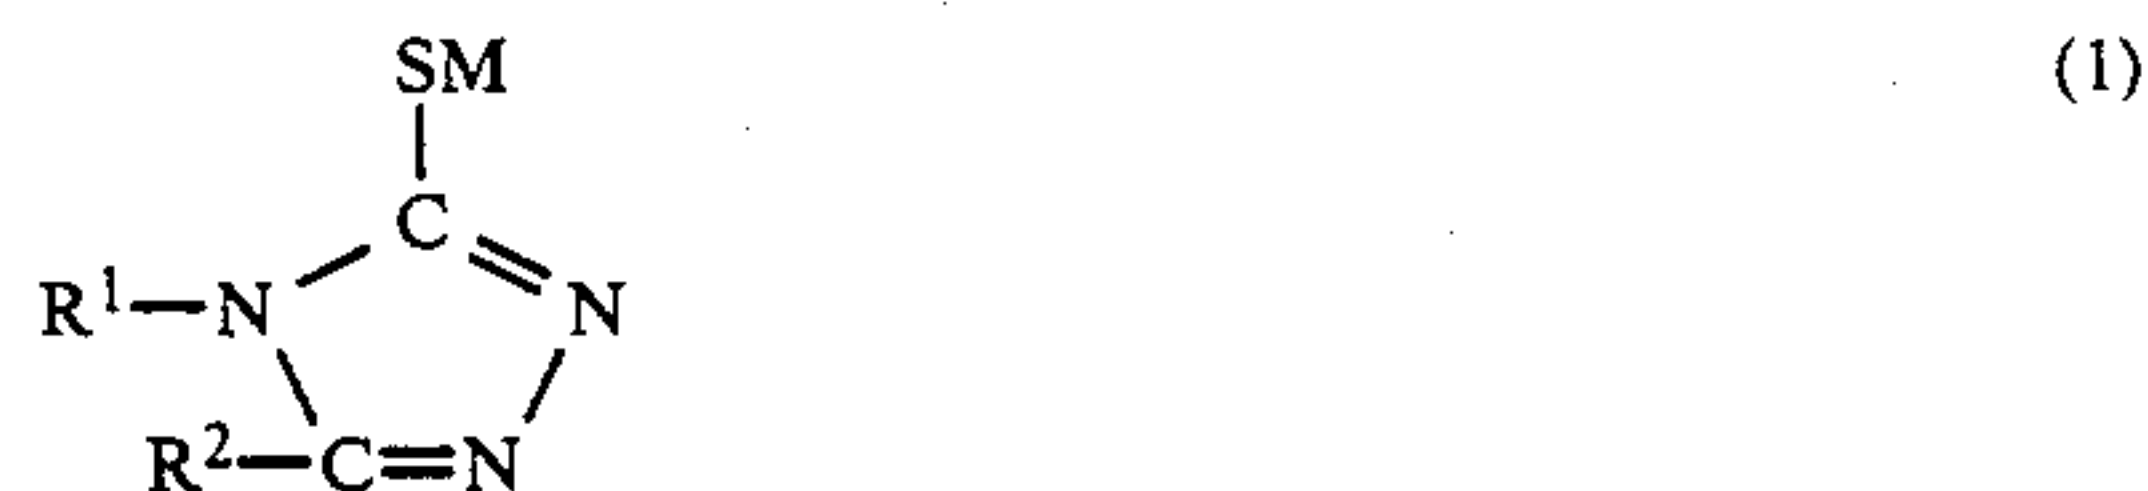 SM (1)
C
R¹—N N
R²—C=N